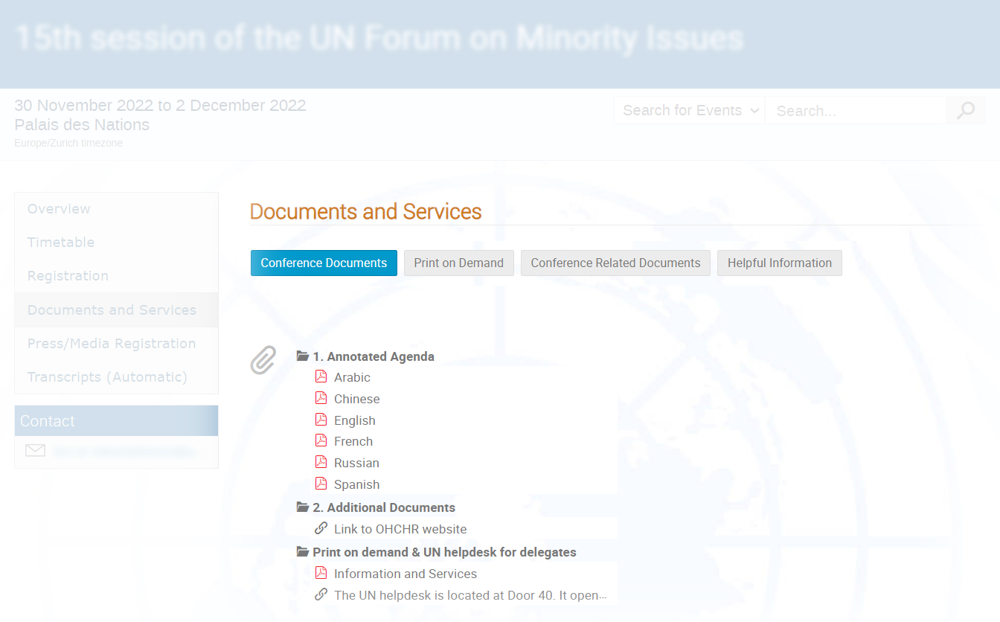 15th session of the UN Forum on Minority Issues
30 November 2022 to 2 December 2022
Palais des Nations
Europe/Zurich timezone
Search for Events
Search...
Overview
Timetable
Registration
Documents and Services
Press/Media Registration
Transcripts (Automatic)
Contact
Documents and Services
Conference Documents
Print on Demand
Conference Related Documents
Helpful Information
1. Annotated Agenda
Arabic
Chinese
English
French
Russian
Spanish
2. Additional Documents
Link to OHCHR website
Print on demand & UN helpdesk for delegates
Information and Services
The UN helpdesk is located at Door 40. It open...